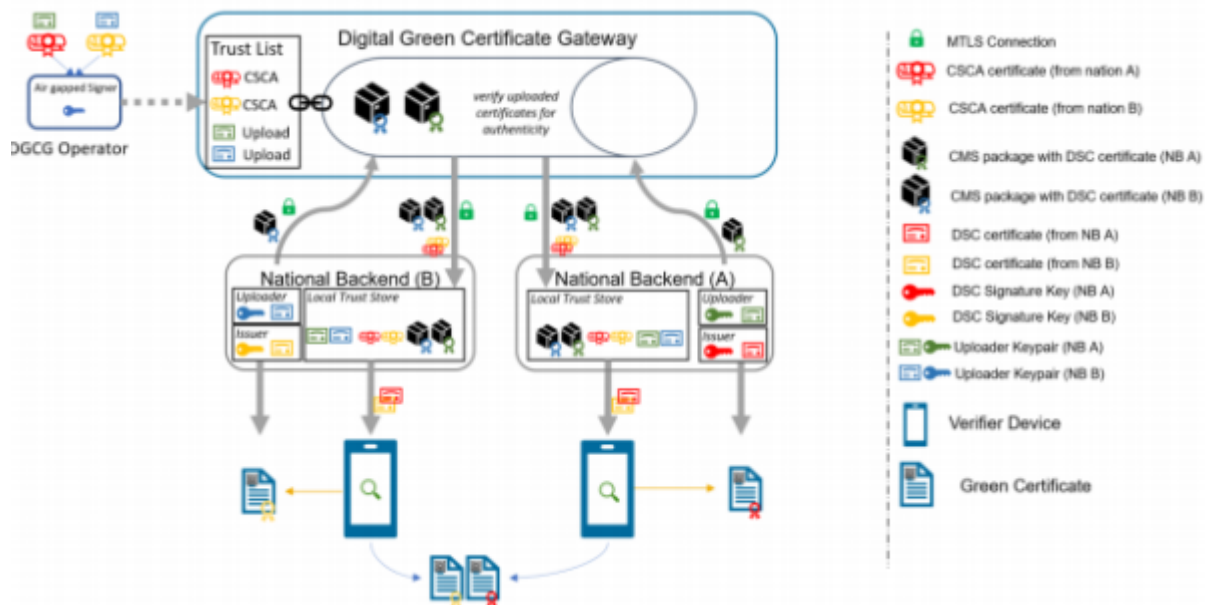 Digital Green Certificate Gateway
Trust List
CSCA
CSCA
Upload
Upload
Air gapped Signer
DGCG Operator
verify uploaded
certificates for
authenticity
National Backend (B)
Uploader
Local Trust Store
Issuer
National Backend (A)
Local Trust Store
Uploader
Issuer
MTLS Connection
CSCA certificate (from nation A)
CSCA certificate (from nation B)
CMS package with DSC certificate (NB A)
CMS package with DSC certificate (NB B)
DSC certificate (from NB A)
DSC certificate (from NB B)
DSC Signature Key (NB A)
DSC Signature Key (NB B)
Uploader Keypair (NB A)
Uploader Keypair (NB B)
Verifier Device
Green Certificate